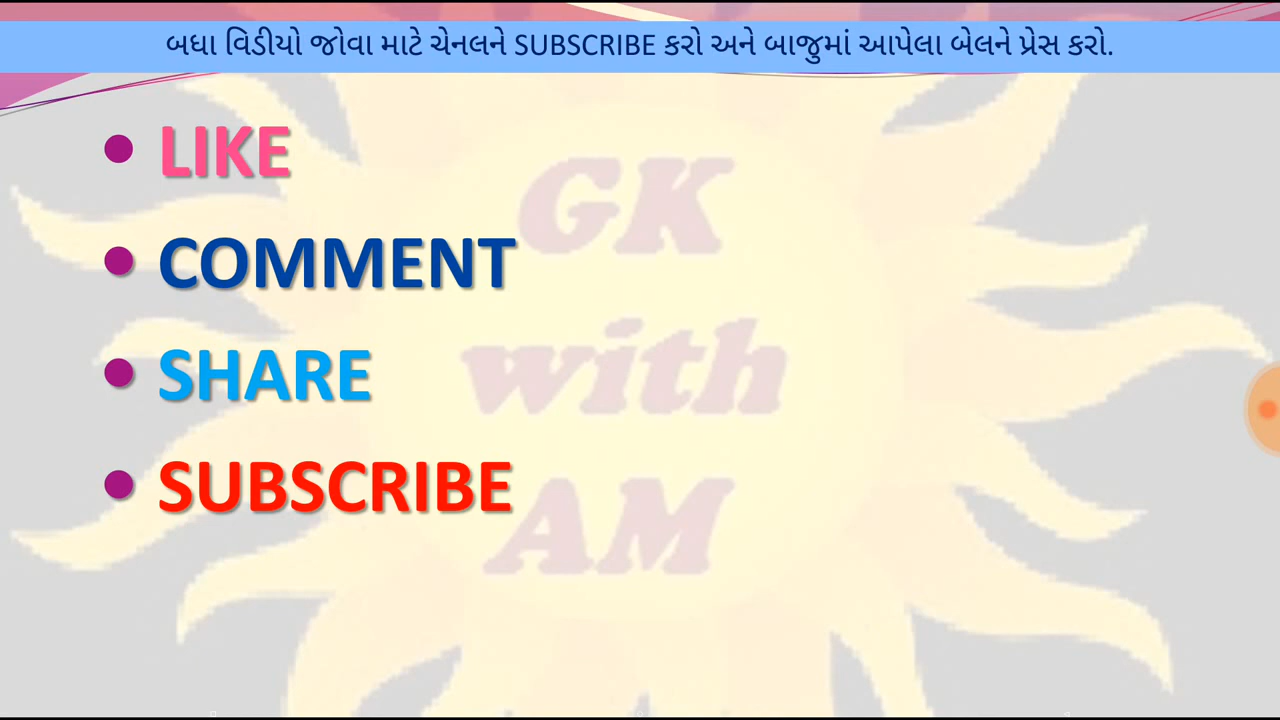 બધા વિડીયો જોવા માટે ચેનલને SUBSCRIBE કરો અને બાજુમાં આપેલા બેલને પ્રેસ કરો.
• LIKE
• COMMENT
• SHARE
• SUBSCRIBE
GK
with
AM